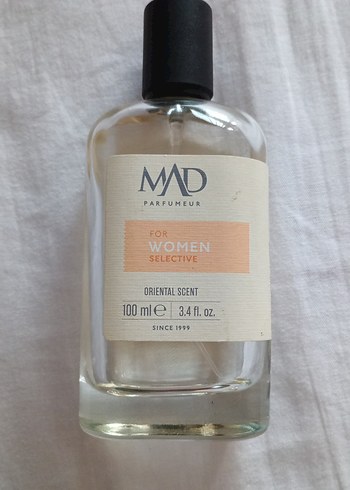 MAD
PARFUMEUR
FOR
WOMEN
SELECTIVE
ORIENTAL SCENT
100 ml ℮ 3.4 fl. oz.
SINCE 1999